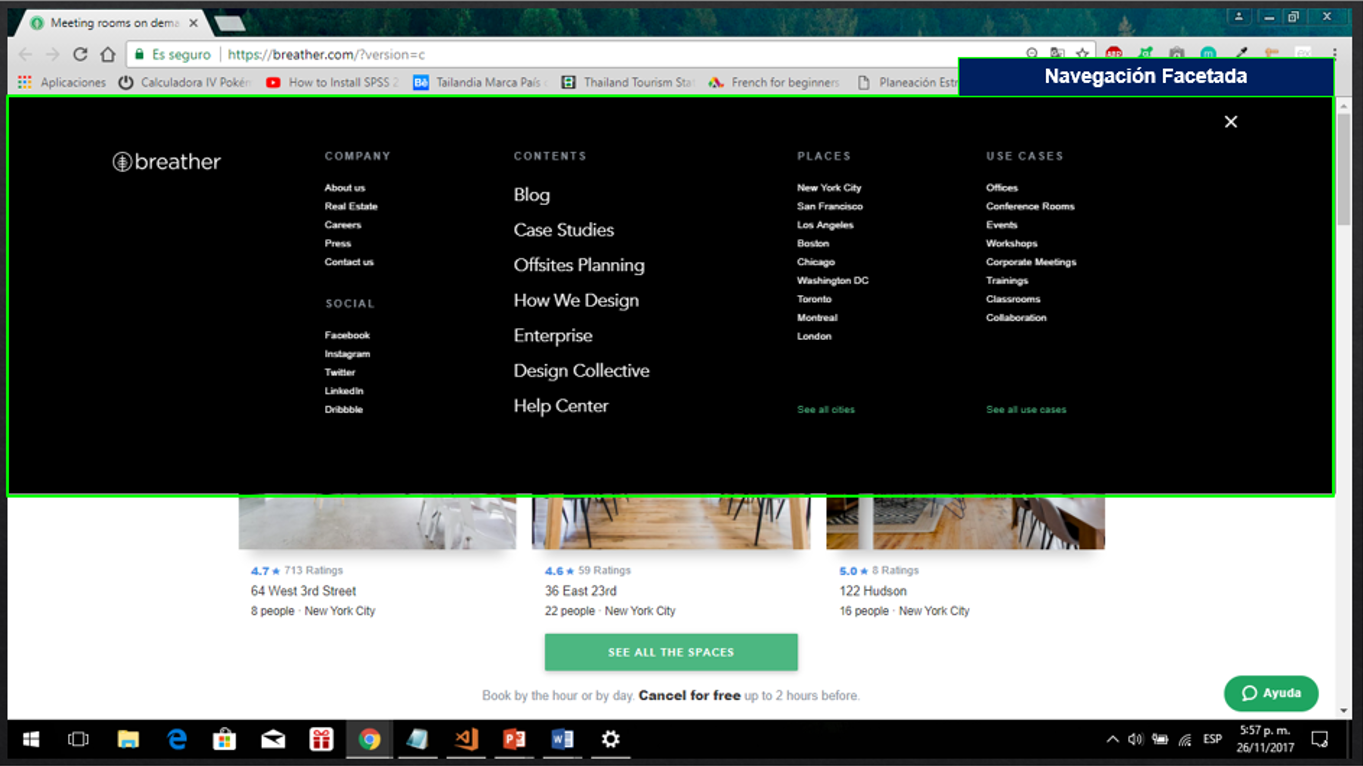 Meeting rooms on dema
Es seguro https://breather.com/?version=c
Aplicaciones Calculadora IV Pokén How to Install SPSS 2 Tailandia Marca País Thailand Tourism Stat French for beginners Planeación Estr
Navegación Facetada
breather
COMPANY
About us
Real Estate
Careers
Press
Contact us
SOCIAL
Facebook
Instagram
Twitter
LinkedIn
Dribbble
CONTENTS
Blog
Case Studies
Offsites Planning
How We Design
Enterprise
Design Collective
Help Center
PLACES
New York City
San Francisco
Los Angeles
Boston
Chicago
Washington DC
Toronto
Montreal
London
See all cities
USE CASES
Offices
Conference Rooms
Events
Workshops
Corporate Meetings
Trainings
Classrooms
Collaboration
See all use cases
4.7 ★ 713 Ratings
64 West 3rd Street
8 people · New York City
4.6 ★ 59 Ratings
36 East 23rd
22 people · New York City
5.0 ★ 8 Ratings
122 Hudson
16 people · New York City
SEE ALL THE SPACES
Book by the hour or by day. Cancel for free up to 2 hours before.
Ayuda
ESP
5:57 p. m.
26/11/2017